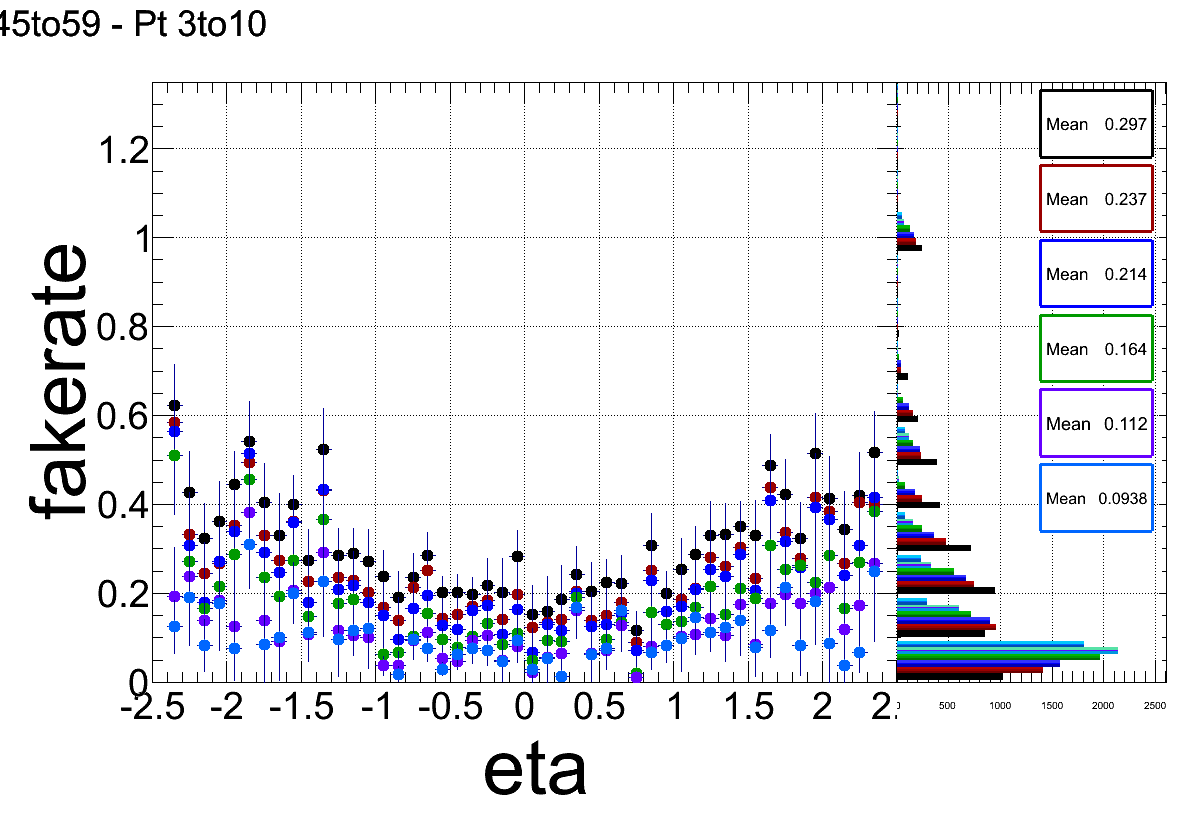 45to59 - Pt 3to10
fakerate
1.2
1
0.8
0.6
0.4
0.2
0
-2.5 -2 -1.5 -1 -0.5 0 0.5 1 1.5 2 2.
eta
Mean 0.297
Mean 0.237
Mean 0.214
Mean 0.164
Mean 0.112
Mean 0.0938
500 1000 1500 2000 2500